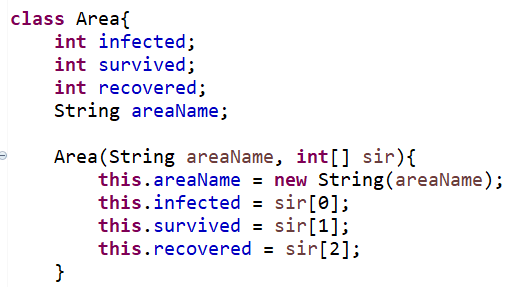 class Area{
    int infected;
    int survived;
    int recovered;
    String areaName;

    Area(String areaName, int[] sir){
        this.areaName = new String(areaName);
        this.infected = sir[0];
        this.survived = sir[1];
        this.recovered = sir[2];
    }